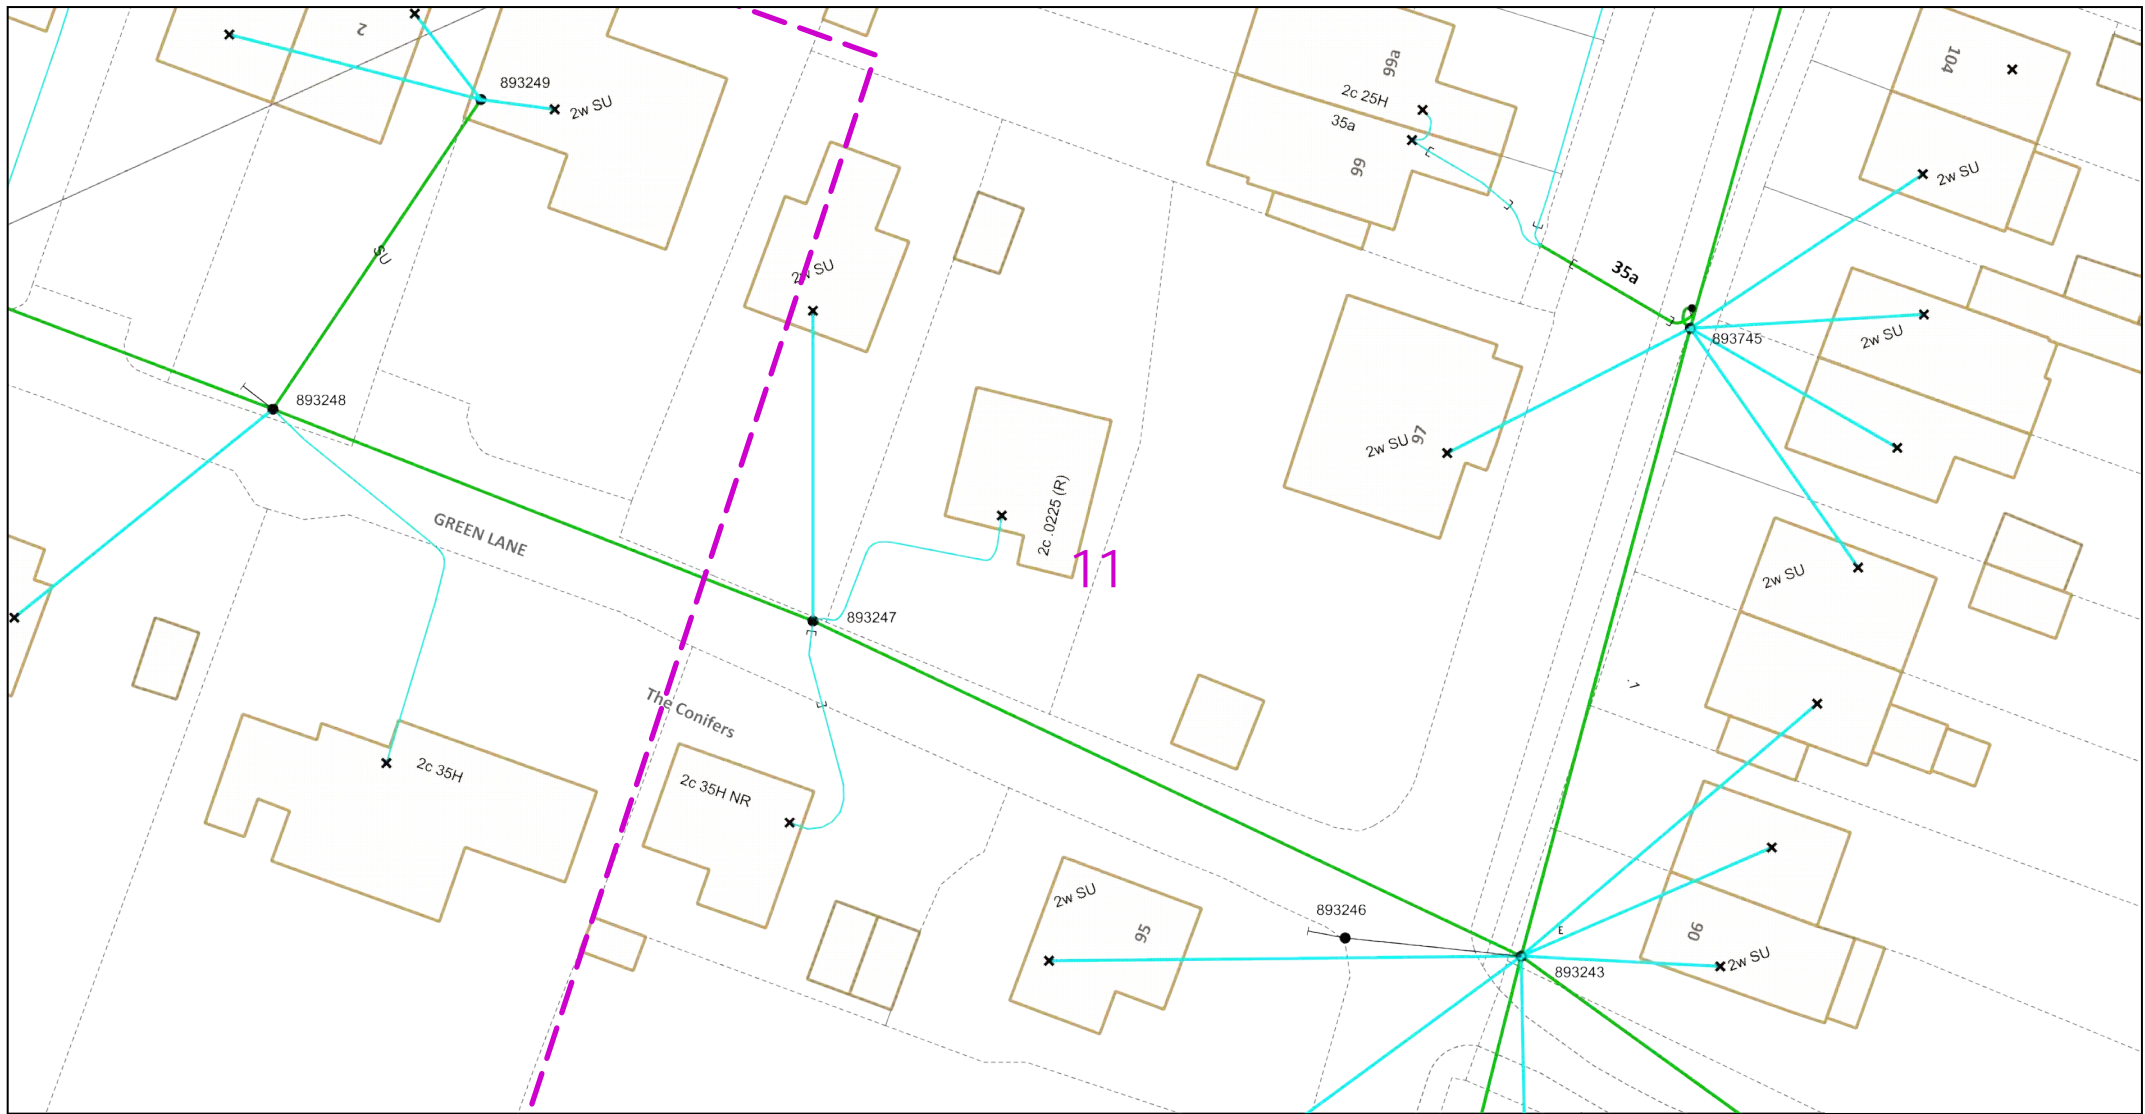 2
893249
2w SU
SU
893248
GREEN LANE
2w SU
99a
2c 25H
35a
99
35a
104
2w SU
893745
2w SU
2w SU
97
2c .0225 (R)
11
893247
2w SU
The Conifers
2c 35H
2c 35H NR
2w SU
95
893246
893243
90
2w SU